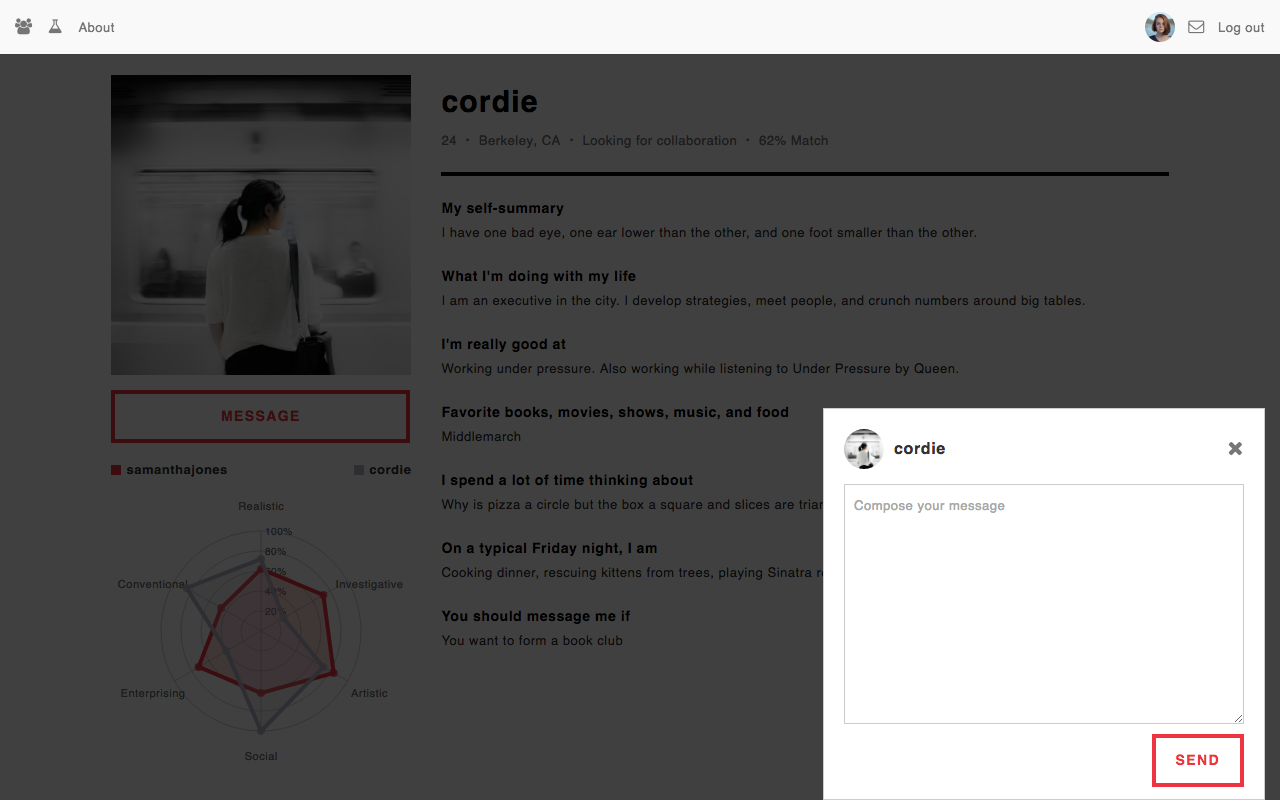 About
Log out
cordie
24 · Berkeley, CA · Looking for collaboration · 62% Match
My self-summary
I have one bad eye, one ear lower than the other, and one foot smaller than the other.
What I'm doing with my life
I am an executive in the city. I develop strategies, meet people, and crunch numbers around big tables.
I'm really good at
Working under pressure. Also working while listening to Under Pressure by Queen.
Favorite books, movies, shows, music, and food
Middlemarch
I spend a lot of time thinking about
Why is pizza a circle but the box a square and slices are
On a typical Friday night, I am
Cooking dinner, rescuing kittens from trees, playing Sinatra
You should message me if
You want to form a book club
MESSAGE
samanthajones
cordie
Realistic
100%
80%
60%
40%
20%
Conventional
Investigative
Enterprising
Artistic
Social
cordie
Compose your message
SEND